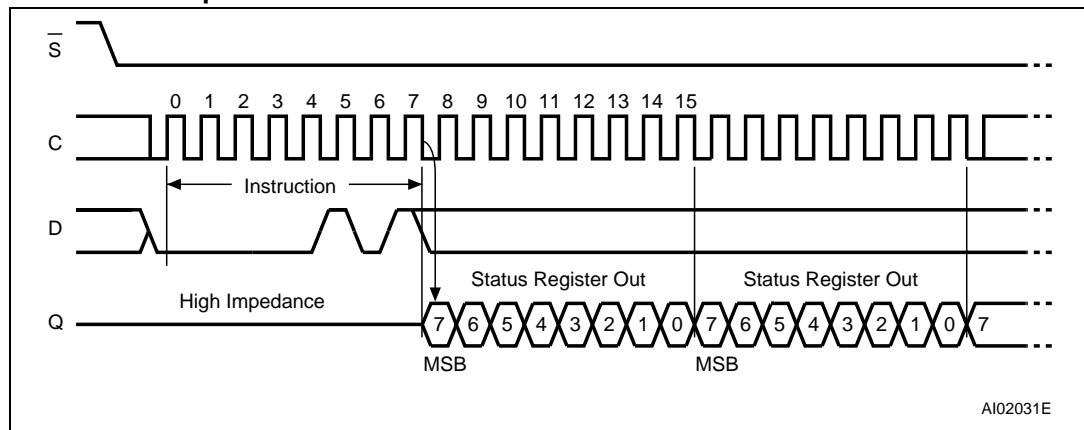 S
0 1 2 3 4 5 6 7 8 9 10 11 12 13 14 15
C
Instruction
D
Status Register Out Status Register Out
High Impedance
Q 7 6 5 4 3 2 1 0 7 6 5 4 3 2 1 0 7
MSB MSB
AI02031E